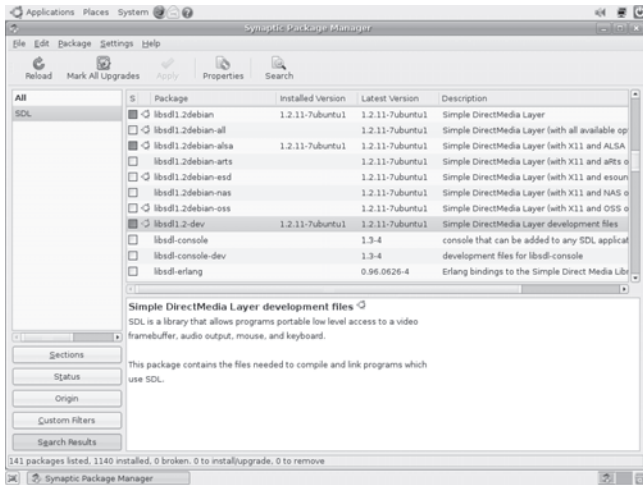 Applications Places System
Synaptic Package Manager
File Edit Package Settings Help
Reload Mark All Upgrades Apply Properties Search
All
SDL
S Package Installed Version Latest Version Description
libsdl1.2debian 1.2.11-7ubuntu1 1.2.11-7ubuntu1 Simple DirectMedia Layer
libsdl1.2debian-all 1.2.11-7ubuntu1 Simple DirectMedia Layer (with all available op
libsdl1.2debian-alsa 1.2.11-7ubuntu1 1.2.11-7ubuntu1 Simple DirectMedia Layer (with X11 and ALSA
libsdl1.2debian-arts 1.2.11-7ubuntu1 Simple DirectMedia Layer (with X11 and aRts o
libsdl1.2debian-esd 1.2.11-7ubuntu1 Simple DirectMedia Layer (with X11 and esoun
libsdl1.2debian-nas 1.2.11-7ubuntu1 Simple DirectMedia Layer (with X11 and NAS o
libsdl1.2debian-oss 1.2.11-7ubuntu1 Simple DirectMedia Layer (with X11 and OSS o
libsdl1.2-dev 1.2.11-7ubuntu1 1.2.11-7ubuntu1 Simple DirectMedia Layer development files
libsdl-console 1.3-4 console that can be added to any SDL applicat
libsdl-console-dev 1.3-4 development files for libsdl-console
libsdl-erlang 0.96.0626-4 Erlang bindings to the Simple Direct Media Libr
Simple DirectMedia Layer development files
SDL is a library that allows programs portable low level access to a video
framebuffer, audio output, mouse, and keyboard.
This package contains the files needed to compile and link programs which
use SDL.
Sections
Status
Origin
Custom Filters
Search Results
141 packages listed, 1140 installed, 0 broken. 0 to install/upgrade, 0 to remove
Synaptic Package Manager